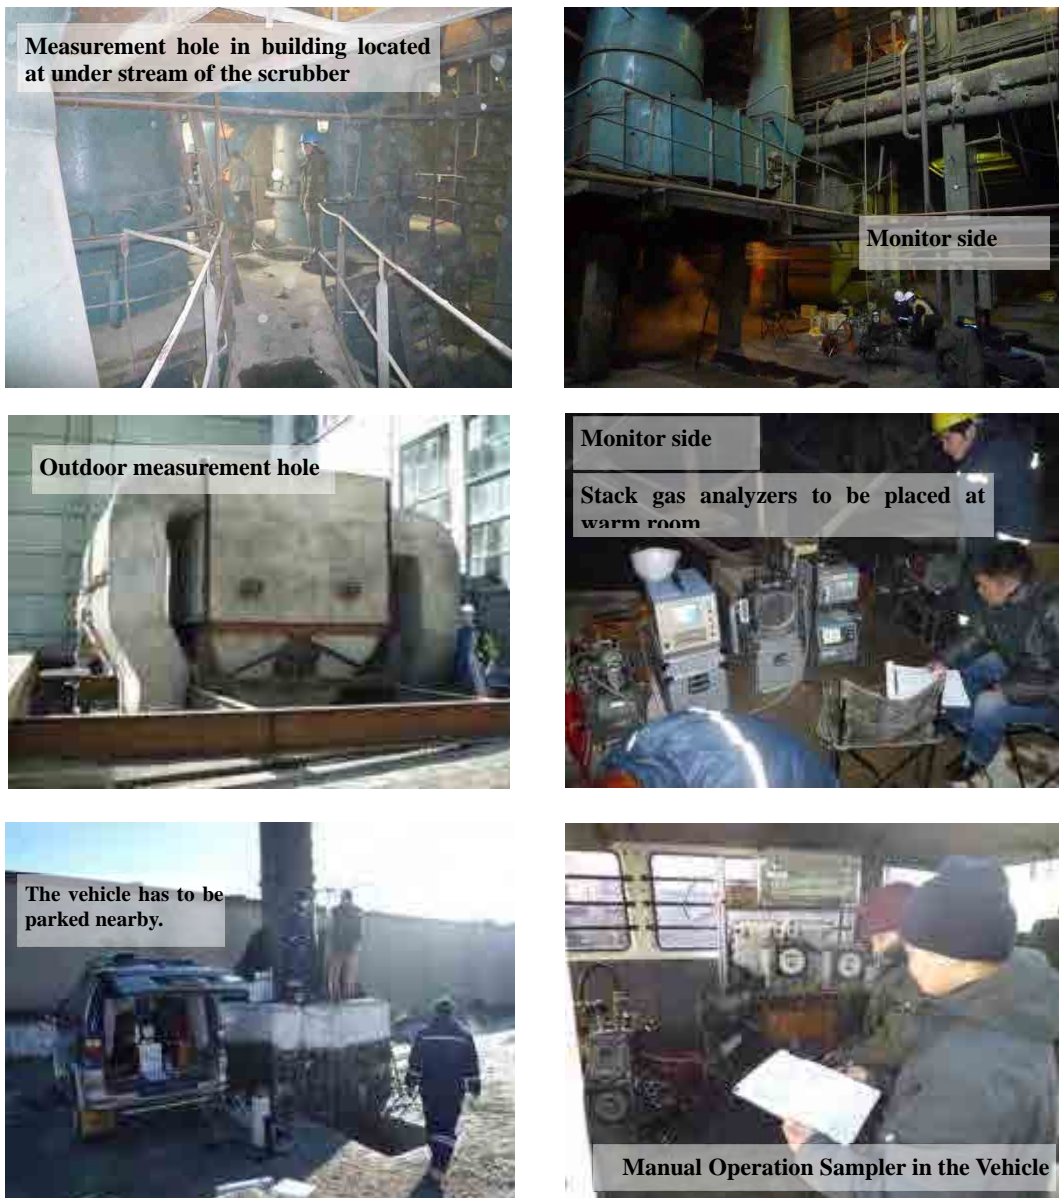 Measurement hole in building located
at under stream of the scrubber
Monitor side
Outdoor measurement hole
Monitor side
Stack gas analyzers to be placed at
warm room
The vehicle has to be
parked nearby.
Manual Operation Sampler in the Vehicle